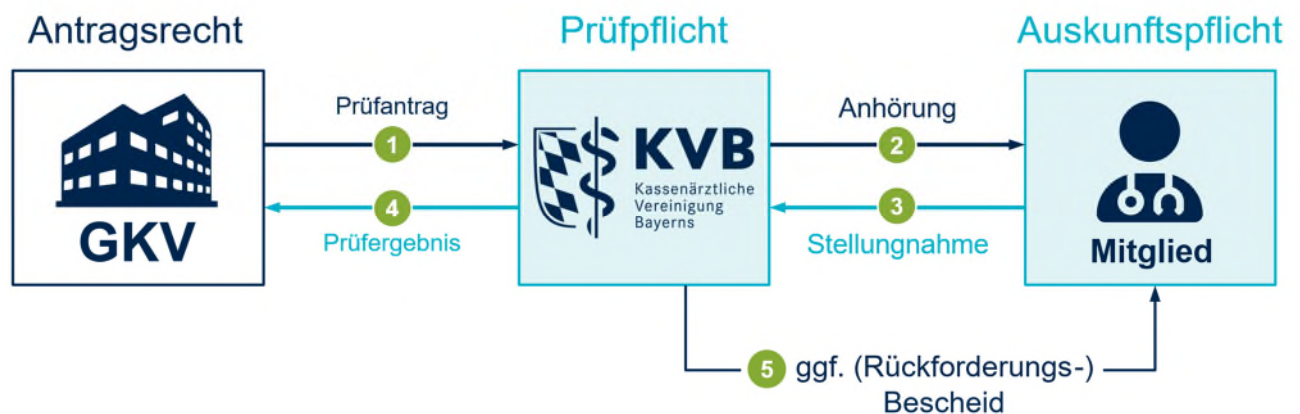 Antragsrecht
Prüfpflicht
Auskunftspflicht
GKV
Prüfantrag
1
4
Prüfergebnis
KVB
Kassenärztliche
Vereinigung
Bayerns
Anhörung
2
3
Stellungnahme
Mitglied
5 ggf. (Rückforderungs-)
Bescheid